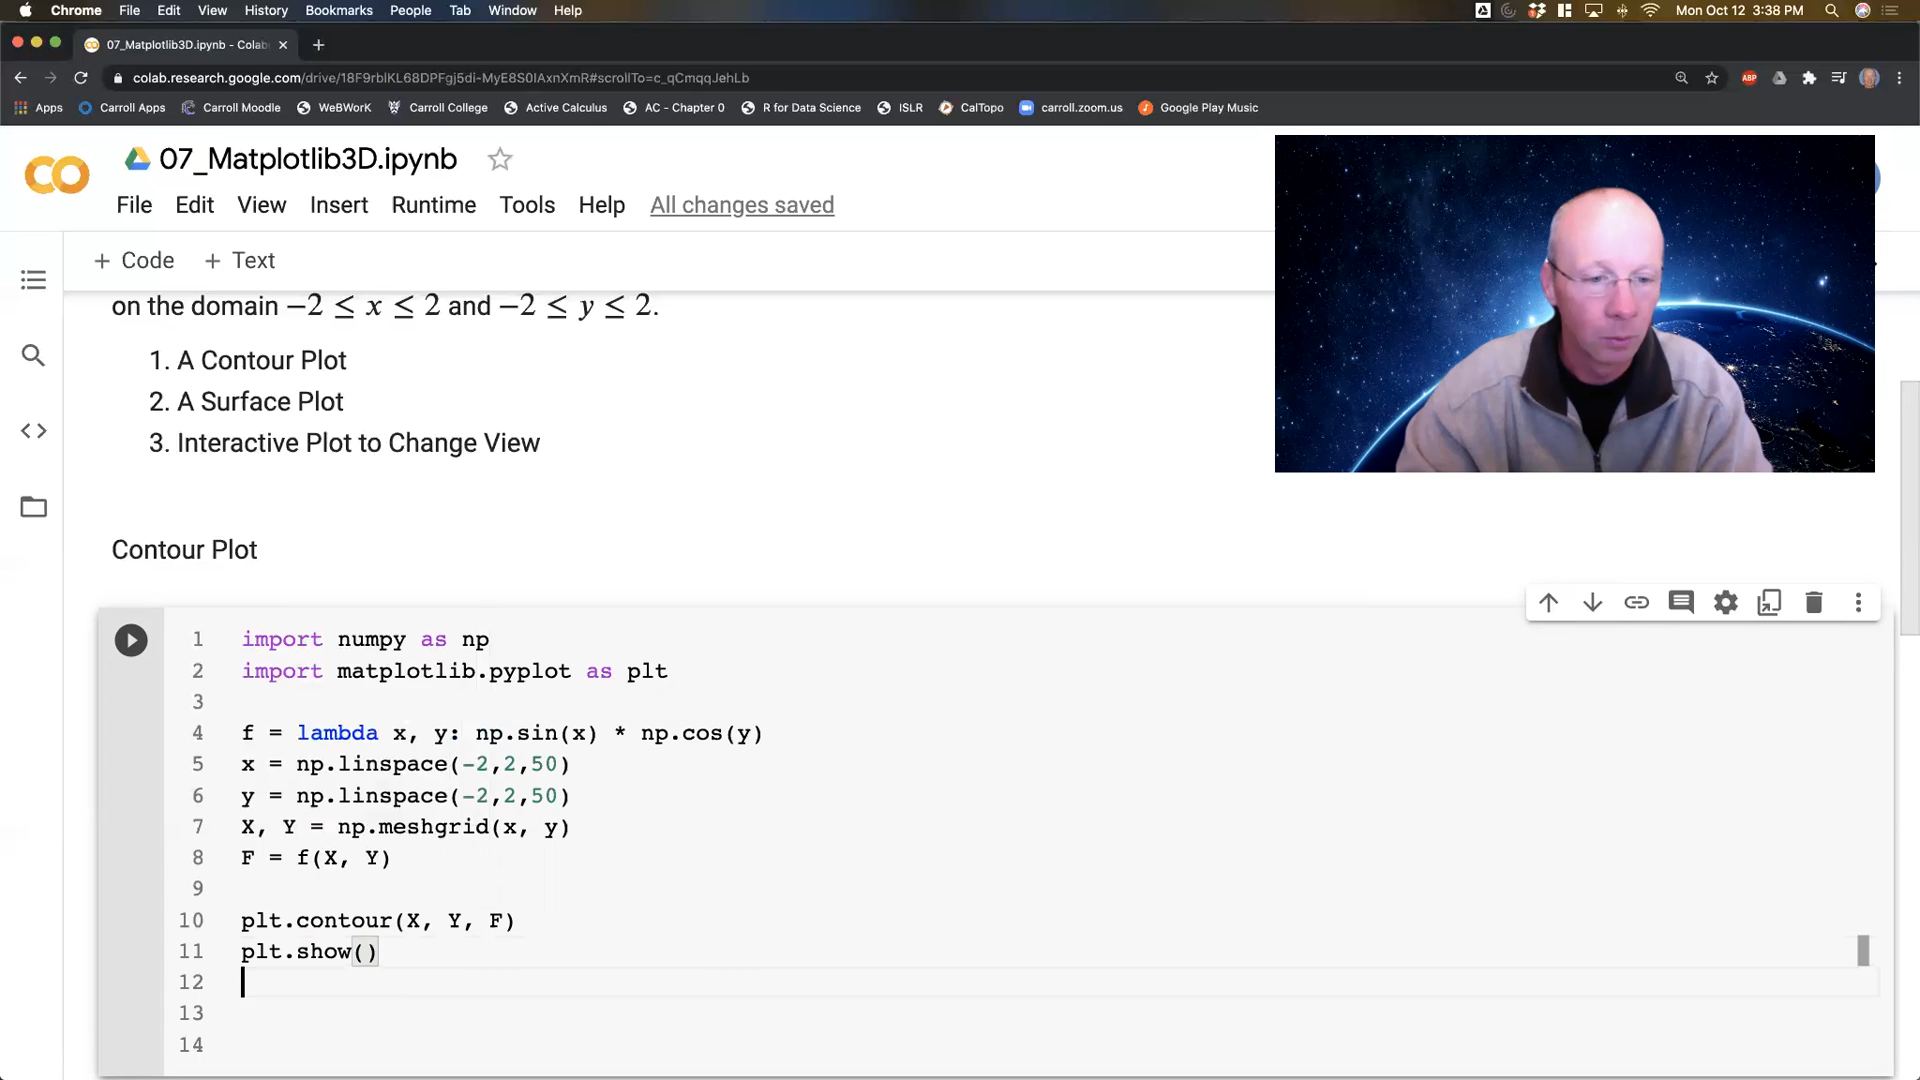 Chrome File Edit View History Bookmarks People Tab Window Help Mon Oct 12 3:38 PM
07_Matplotlib3D.ipynb - Colab
colab.research.google.com/drive/18F9rblKL68DPFgj5di-MyE8S0IAxnXmR#scrollTo=c_qCmqqJehLb
ABP
Apps Carroll Apps Carroll Moodle WeBWorK Carroll College Active Calculus AC - Chapter 0 R for Data Science ISLR CalTopo carroll.zoom.us Google Play Music
07_Matplotlib3D.ipynb
File Edit View Insert Runtime Tools Help All changes saved
+ Code + Text
on the domain −2 ≤ x ≤ 2 and −2 ≤ y ≤ 2.
1. A Contour Plot
2. A Surface Plot
3. Interactive Plot to Change View
Contour Plot
1 import numpy as np
2 import matplotlib.pyplot as plt
3
4 f = lambda x, y: np.sin(x) * np.cos(y)
5 x = np.linspace(-2,2,50)
6 y = np.linspace(-2,2,50)
7 X, Y = np.meshgrid(x, y)
8 F = f(X, Y)
9
10 plt.contour(X, Y, F)
11 plt.show()
12
13
14